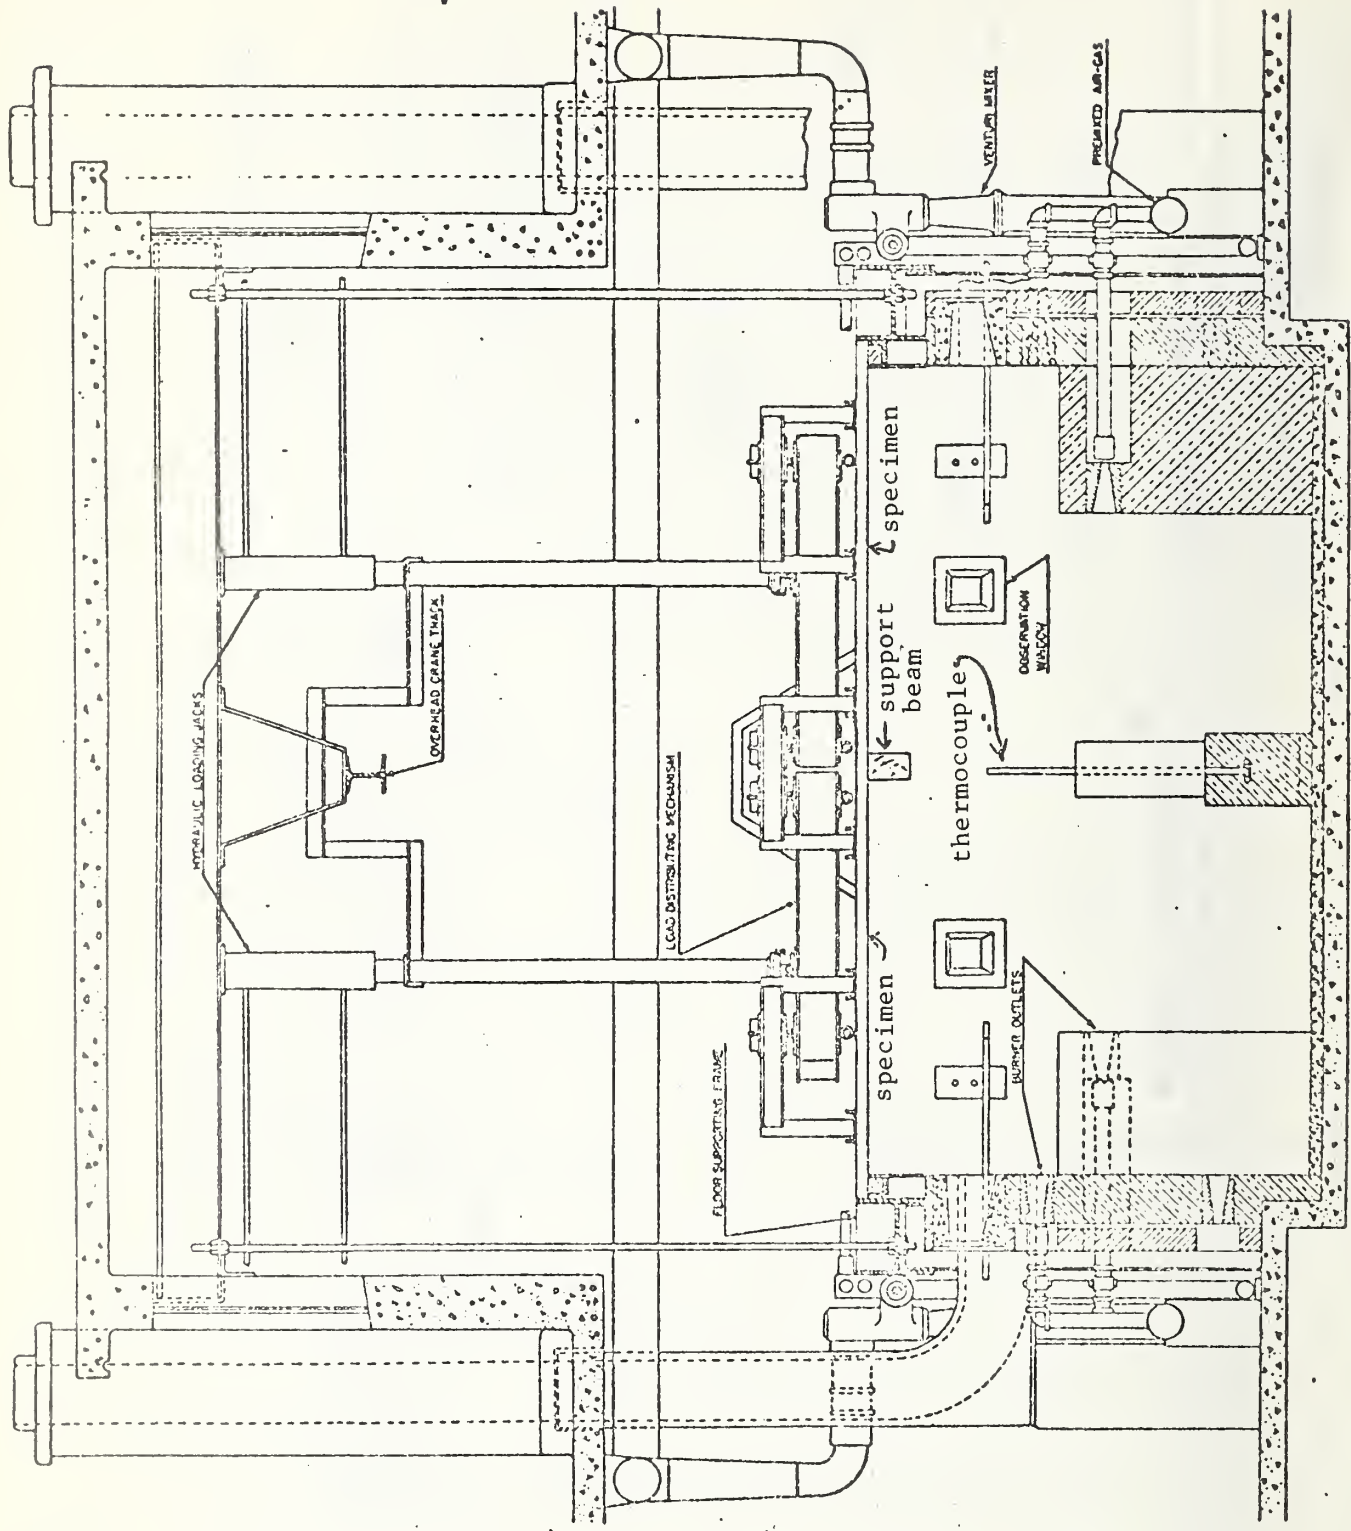 HYDRAULIC LOADING JACKS
OVERHEAD CRANE TRACK
LOAD DISTRIBUTING MECHANISM
FLOOR SUPPORTING FRAME
VENTURI MIXER
PREMIXED AIR-GAS
specimen
support
beam
specimen
thermocouples
OBSERVATION
WINDOW
BURNER OUTLETS